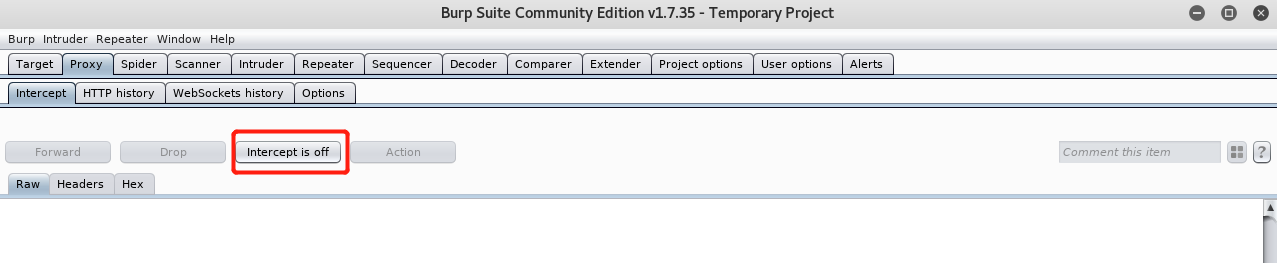 Burp Suite Community Edition v1.7.35 - Temporary Project
Burp Intruder Repeater Window Help
Target Proxy Spider Scanner Intruder Repeater Sequencer Decoder Comparer Extender Project options User options Alerts
Intercept HTTP history WebSockets history Options
Forward Drop Intercept is off Action Comment this item ?
Raw Headers Hex